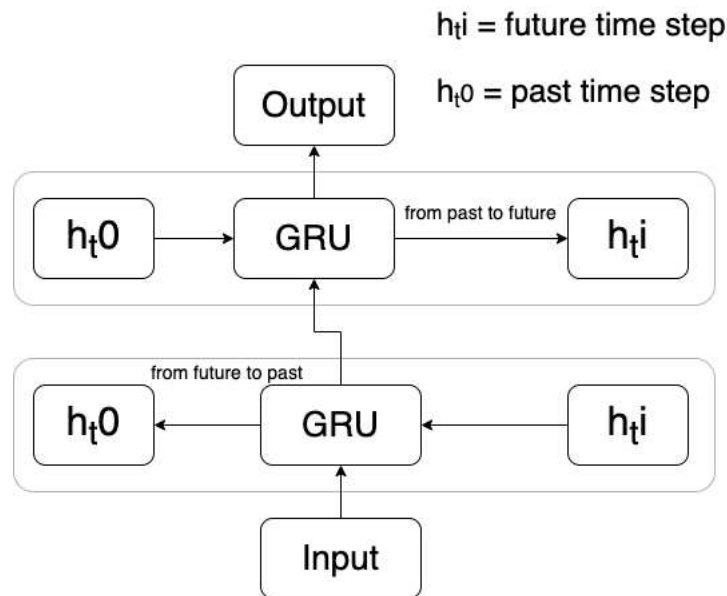 hₜi = future time step
hₜ0 = past time step
Output
hₜ0
GRU
from past to future
hₜi
from future to past
hₜ0
GRU
hₜi
Input